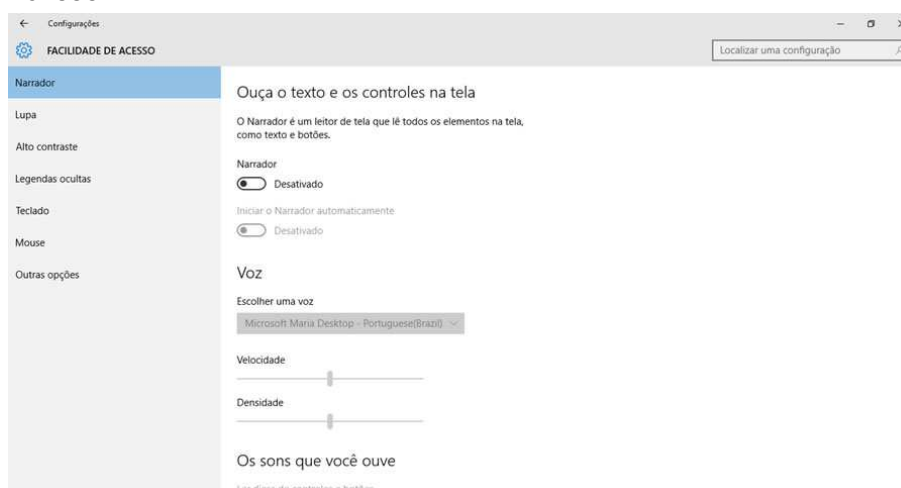 Configurações
FACILIDADE DE ACESSO
Localizar uma configuração
Narrador
Lupa
Alto contraste
Legendas ocultas
Teclado
Mouse
Outras opções
Ouça o texto e os controles na tela
O Narrador é um leitor de tela que lê todos os elementos na tela,
como texto e botões.
Narrador
Desativado
Iniciar o Narrador automaticamente
Desativado
Voz
Escolher uma voz
Microsoft Maria Desktop - Portuguese(Brazil)
Velocidade
Densidade
Os sons que você ouve